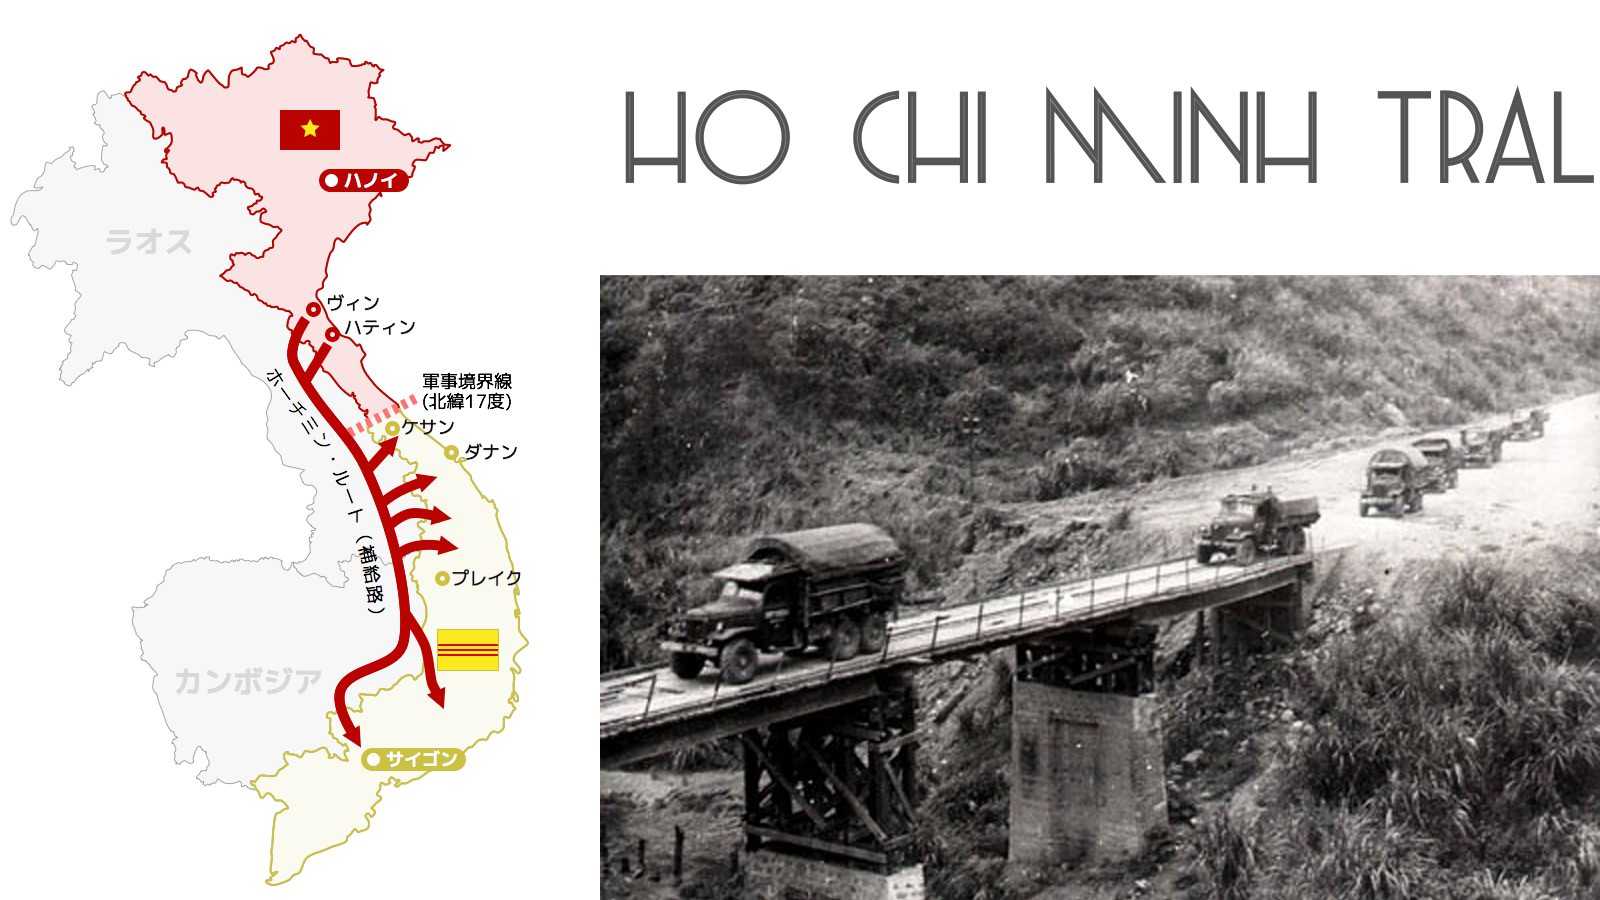 HO CHI MINH TRAL
ハノイ
ラオス
ヴィン
ハティン
軍事境界線
(北緯17度)
ケサン
ダナン
ホーチミン・ルート（補給路）
プレイク
カンボジア
サイゴン